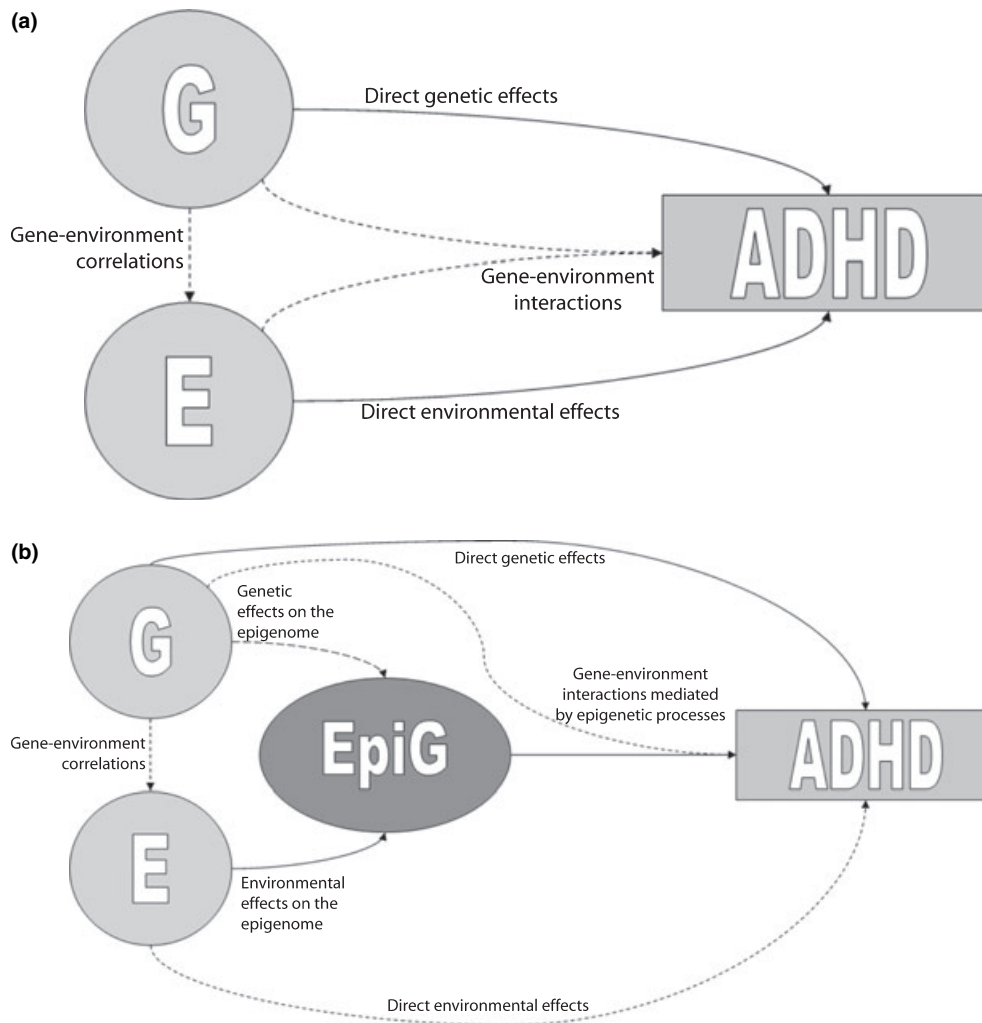 (a)
G
Direct genetic effects
Gene-environment
correlations
ADHD
Gene-environment
interactions
E
Direct environmental effects
(b)
Direct genetic effects
G
Genetic
effects on the
epigenome
Gene-environment
interactions mediated
by epigenetic processes
EpiG
ADHD
Gene-environment
correlations
E
Environmental
effects on the
epigenome
Direct environmental effects